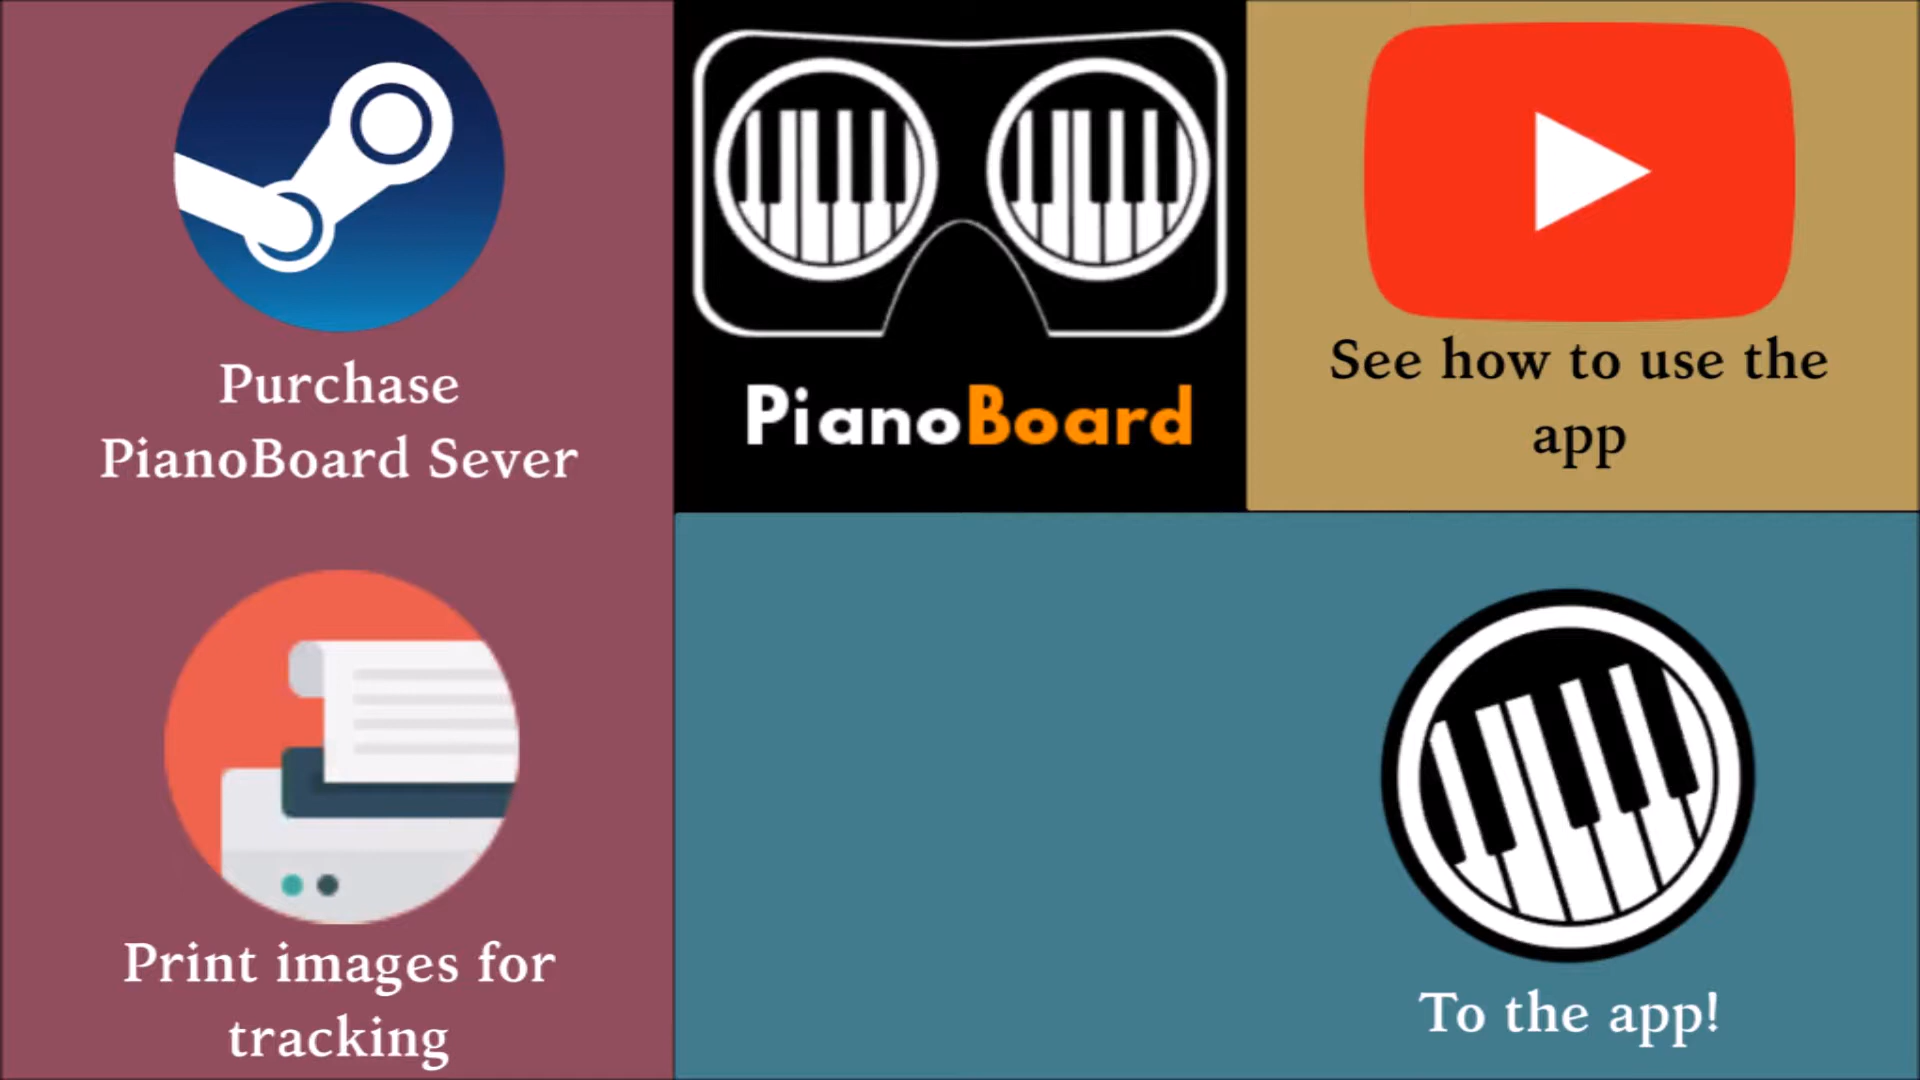 Purchase
PianoBoard Sever
PianoBoard
See how to use the
app
Print images for
tracking
To the app!